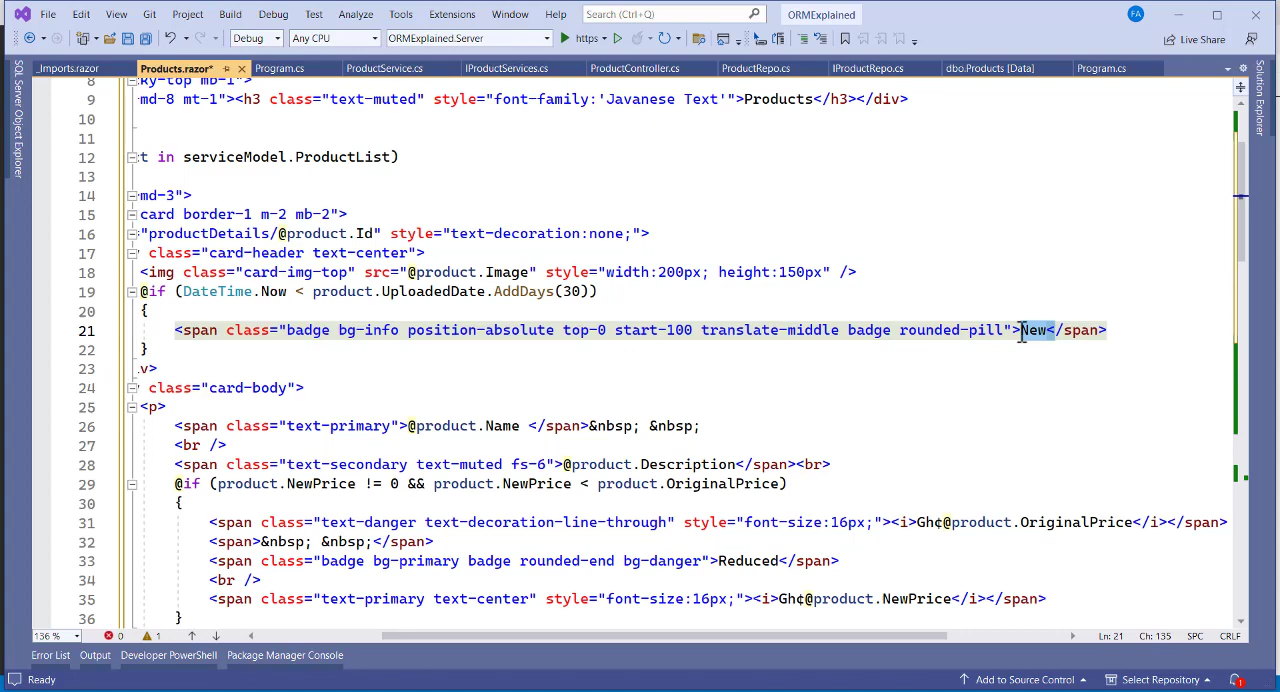 File Edit View Git Project Build Debug Test Analyze Tools Extensions Window Help Search (Ctrl+Q) ORMExplained FA
Debug Any CPU ORMExplained.Server https Live Share
_Imports.razor Products.razor* Program.cs ProductService.cs IProductServices.cs ProductController.cs ProductRepo.cs IProductRepo.cs dbo.Products [Data] Program.cs
SQL Server Object Explorer
Solution Explorer
8 ry-top mb-1">
9 md-8 mt-1"><h3 class="text-muted" style="font-family:'Javanese Text'">Products</h3></div>
10
11
12 t in serviceModel.ProductList)
13
14 md-3">
15 card border-1 m-2 mb-2">
16 "productDetails/@product.Id" style="text-decoration:none;">
17 class="card-header text-center">
18 <img class="card-img-top" src="@product.Image" style="width:200px; height:150px" />
19 @if (DateTime.Now < product.UploadedDate.AddDays(30))
20 {
21 <span class="badge bg-info position-absolute top-0 start-100 translate-middle badge rounded-pill">New</span>
22 }
23 v>
24 class="card-body">
25 <p>
26 <span class="text-primary">@product.Name </span>&nbsp; &nbsp;
27 <br />
28 <span class="text-secondary text-muted fs-6">@product.Description</span><br>
29 @if (product.NewPrice != 0 && product.NewPrice < product.OriginalPrice)
30 {
31 <span class="text-danger text-decoration-line-through" style="font-size:16px;"><i>Gh¢@product.OriginalPrice</i></span>
32 <span>&nbsp; &nbsp;</span>
33 <span class="badge bg-primary badge rounded-end bg-danger">Reduced</span>
34 <br />
35 <span class="text-primary text-center" style="font-size:16px;"><i>Gh¢@product.NewPrice</i></span>
36 }
136 % 0 1 Ln: 21 Ch: 135 SPC CRLF
Error List Output Developer PowerShell Package Manager Console
Ready Add to Source Control Select Repository 1